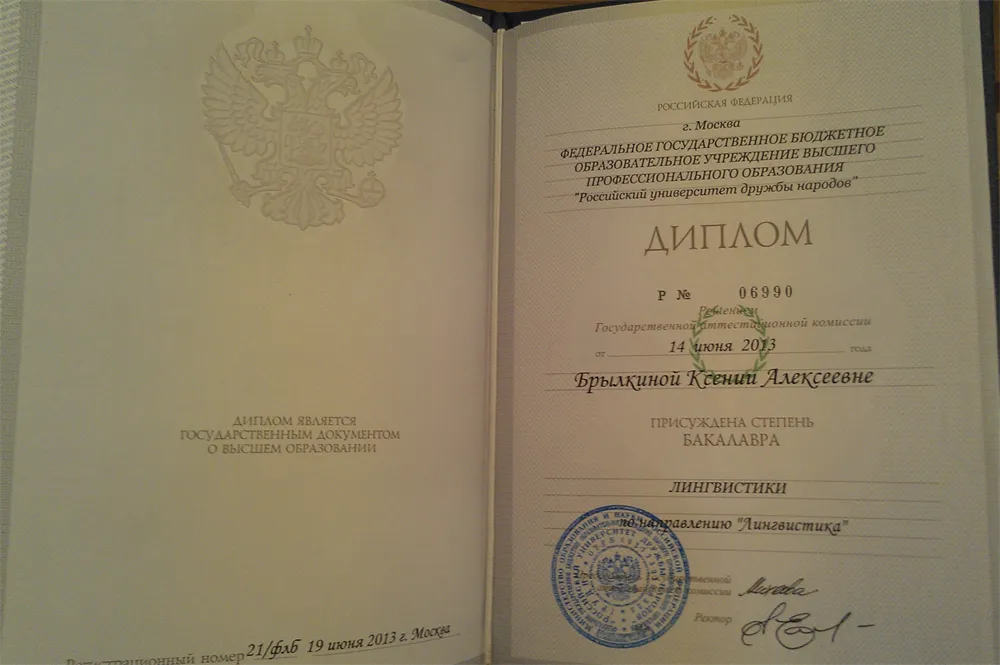 ДИПЛОМ ЯВЛЯЕТСЯ
ГОСУДАРСТВЕННЫМ ДОКУМЕНТОМ
О ВЫСШЕМ ОБРАЗОВАНИИ
Регистрационный номер 21/флб 19 июня 2013 г. Москва
РОССИЙСКАЯ ФЕДЕРАЦИЯ
г. Москва
ФЕДЕРАЛЬНОЕ ГОСУДАРСТВЕННОЕ БЮДЖЕТНОЕ
ОБРАЗОВАТЕЛЬНОЕ УЧРЕЖДЕНИЕ ВЫСШЕГО
ПРОФЕССИОНАЛЬНОГО ОБРАЗОВАНИЯ
"Российский университет дружбы народов"
ДИПЛОМ
Р № 06990
Решением
Государственной аттестационной комиссии
от 14 июня 2013 года
Брылкиной Ксении Алексеевне
ПРИСУЖДЕНА СТЕПЕНЬ
БАКАЛАВРА
ЛИНГВИСТИКИ
по направлению "Лингвистика"
комиссии
Ректор